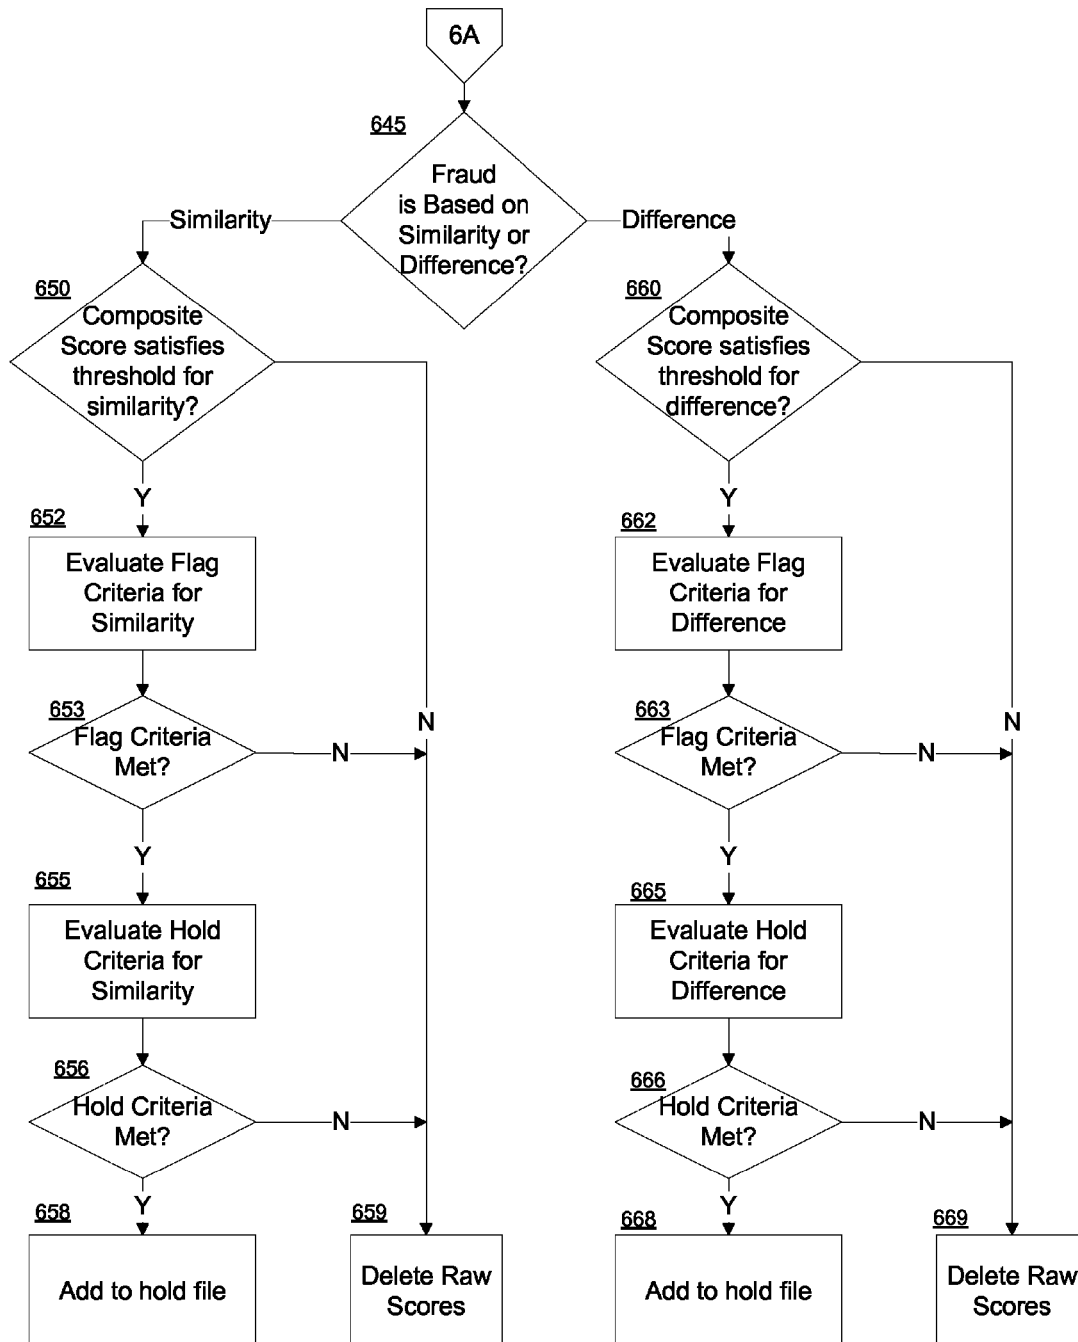 6A
645
Fraud
is Based on
Similarity or
Difference?
Similarity
Difference
650
Composite
Score satisfies
threshold for
similarity?
660
Composite
Score satisfies
threshold for
difference?
Y
Y
652
Evaluate Flag
Criteria for
Similarity
662
Evaluate Flag
Criteria for
Difference
N
N
653
Flag Criteria
Met?
N
663
Flag Criteria
Met?
N
Y
Y
655
Evaluate Hold
Criteria for
Similarity
665
Evaluate Hold
Criteria for
Difference
656
Hold Criteria
Met?
N
666
Hold Criteria
Met?
N
Y
Y
658
Add to hold file
659
Delete Raw
Scores
668
Add to hold file
669
Delete Raw
Scores